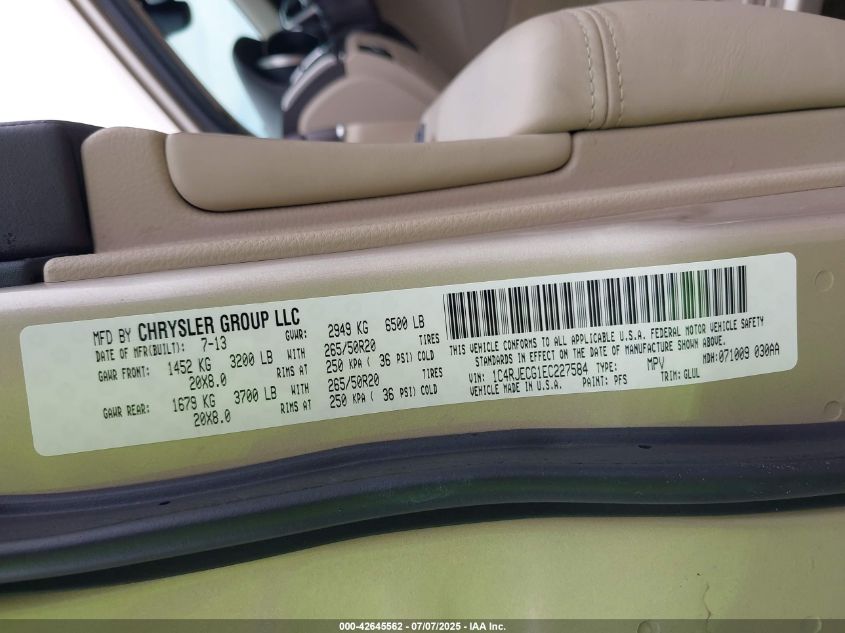 MFD BY CHRYSLER GROUP LLC
DATE OF MFR(BUILT): 7-13 GVWR: 2949 KG 6500 LB
GAWR FRONT: 1452 KG 3200 LB WITH 265/50R20 TIRES
20X8.0 RIMS AT 250 KPA ( 36 PSI) COLD
GAWR REAR: 1679 KG 3700 LB WITH 265/50R20 TIRES
20X8.0 RIMS AT 250 KPA ( 36 PSI) COLD
THIS VEHICLE CONFORMS TO ALL APPLICABLE U.S.A. FEDERAL MOTOR VEHICLE SAFETY
STANDARDS IN EFFECT ON THE DATE OF MANUFACTURE SHOWN ABOVE.
MDH: 071009 030AA
VIN: 1C4RJECG1EC227584 TYPE: MPV
VEHICLE MADE IN U.S.A. PAINT: PFS TRIM: GLUL
000-42645562 - 07/07/2025 - IAA Inc.